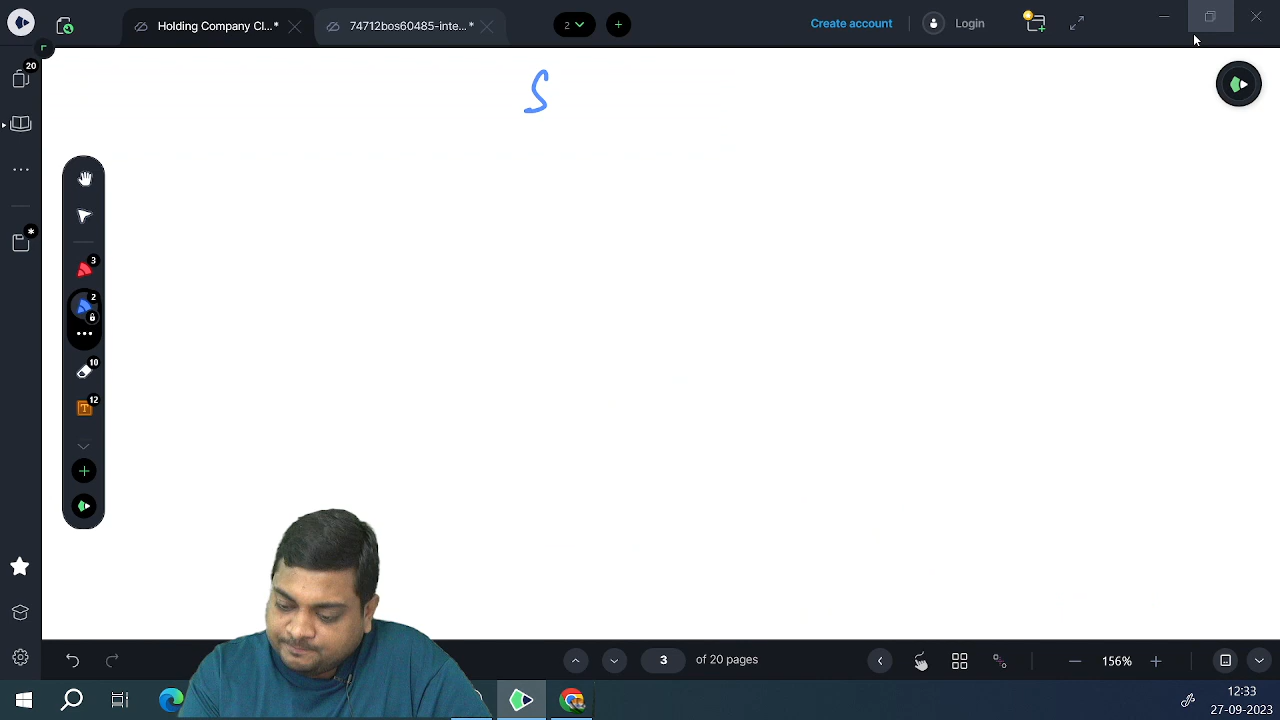 Holding Company Cl...*
74712bos60485-inte...*
2
Create account
Login
20
S
3
2
10
T
12
3
of 20 pages
156%
12:33
27-09-2023